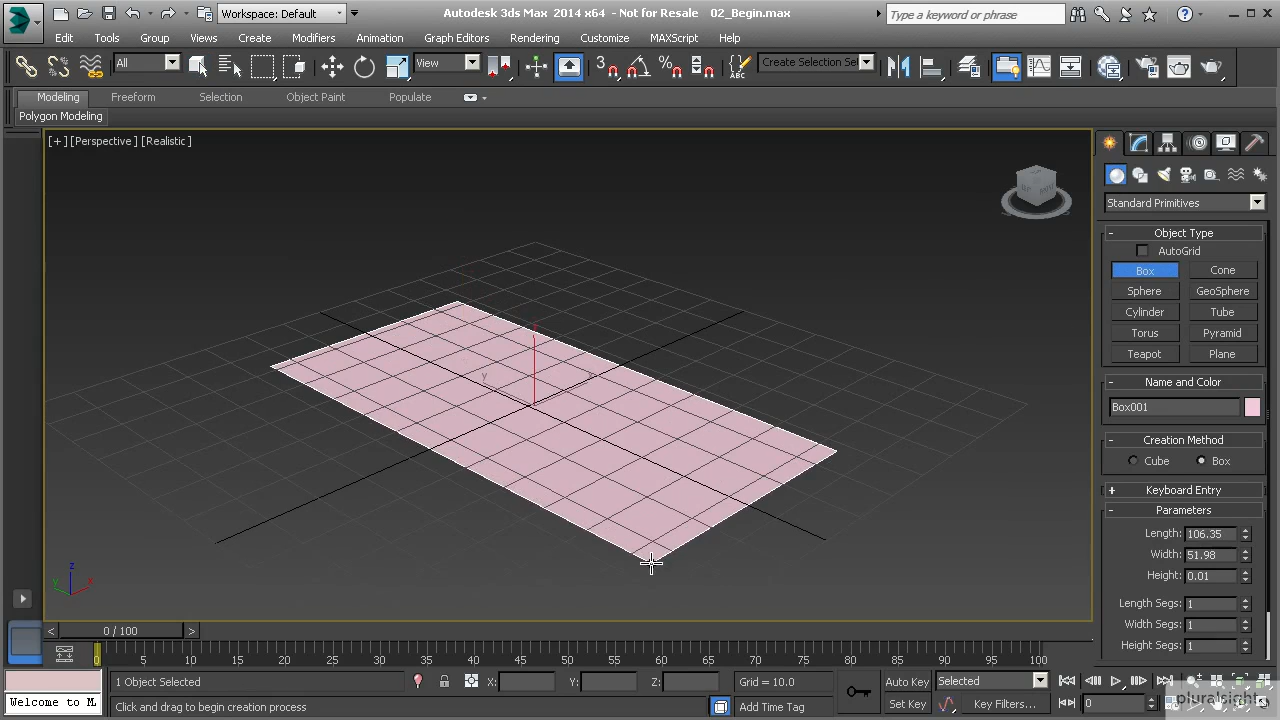 Workspace: Default
Autodesk 3ds Max 2014 x64 - Not for Resale 02_Begin.max
Type a keyword or phrase
Edit Tools Group Views Create Modifiers Animation Graph Editors Rendering Customize MAXScript Help
All View Create Selection Se
Modeling Freeform Selection Object Paint Populate
Polygon Modeling
[+] [Perspective] [Realistic]
Standard Primitives
- Object Type
AutoGrid
Box Cone
Sphere GeoSphere
Cylinder Tube
Torus Pyramid
Teapot Plane
- Name and Color
Box001
- Creation Method
Cube Box
+ Keyboard Entry
- Parameters
Length: 106.35
Width: 51.98
Height: 0.01
Length Segs: 1
Width Segs: 1
Height Segs: 1
Y
z
y x
< 0 / 100 >
0 5 10 15 20 25 30 35 40 45 50 55 60 65 70 75 80 85 90 95 100
1 Object Selected X: Y: Z: Grid = 10.0 Auto Key Selected
Welcome to M Click and drag to begin creation process Add Time Tag Set Key Key Filters... 0
pluralsight